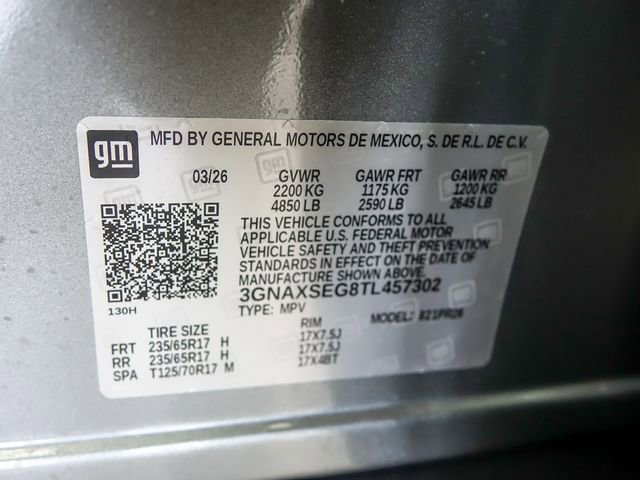 gm MFD BY GENERAL MOTORS DE MEXICO, S. DE R.L. DE C.V.
03/26 GVWR GAWR FRT GAWR RR
2200 KG 1175 KG 1200 KG
4850 LB 2590 LB 2645 LB
THIS VEHICLE CONFORMS TO ALL
APPLICABLE U.S. FEDERAL MOTOR
VEHICLE SAFETY AND THEFT PREVENTION
STANDARDS IN EFFECT ON THE DATE OF
MANUFACTURE SHOWN ABOVE.
3GNAXSEG8TL457302
130H
TYPE: MPV MODEL: 821PR26
TIRE SIZE RIM
FRT 235/65R17 H 17X7.5J
RR 235/65R17 H 17X7.5J
SPA T125/70R17 M 17X4BT